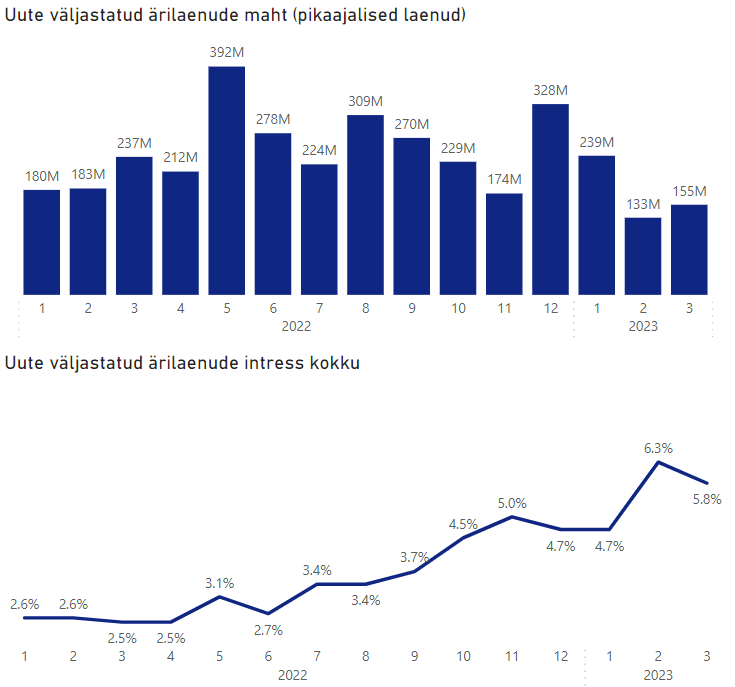 Uute väljastatud ärilaenude maht (pikaajalised laenud)
180M 183M 237M 212M 392M 278M 224M 309M 270M 229M 174M 328M 239M 133M 155M
1 2 3 4 5 6 7 8 9 10 11 12 1 2 3
2022 2023
Uute väljastatud ärilaenude intress kokku
2.6% 2.6% 2.5% 2.5% 3.1% 2.7% 3.4% 3.4% 3.7% 4.5% 5.0% 4.7% 4.7% 6.3% 5.8%
1 2 3 4 5 6 7 8 9 10 11 12 1 2 3
2022 2023